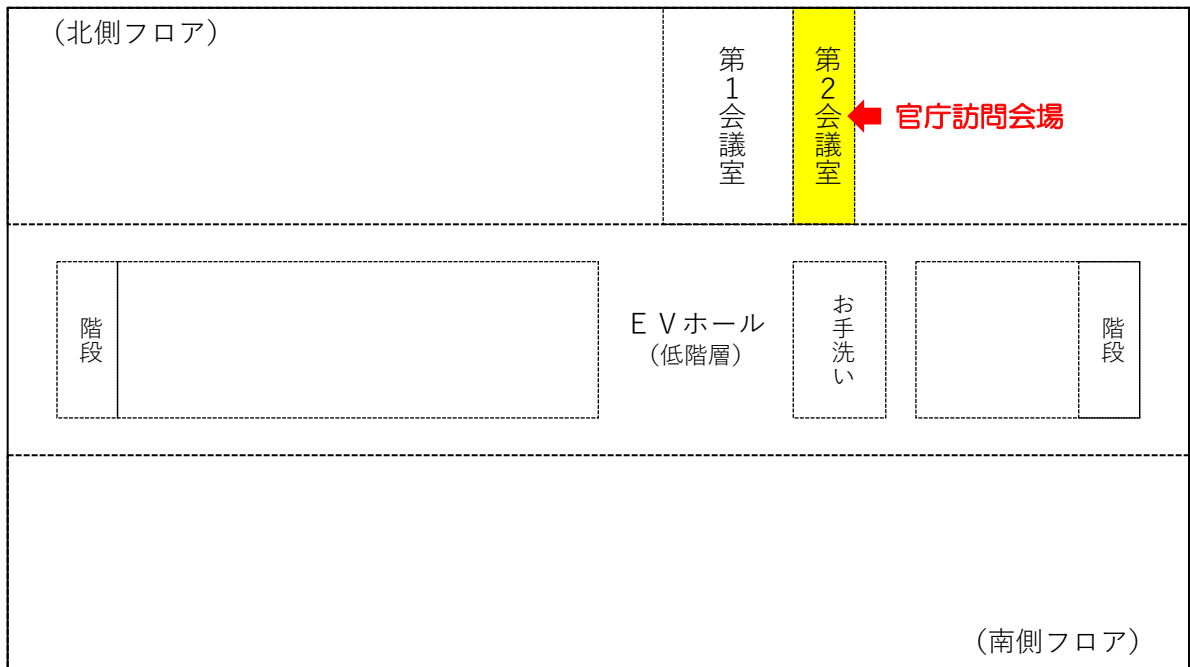 (北側フロア)
第1会議室
第2会議室
官庁訪問会場
階段
ＥＶホール
(低階層)
お手洗い
階段
(南側フロア)